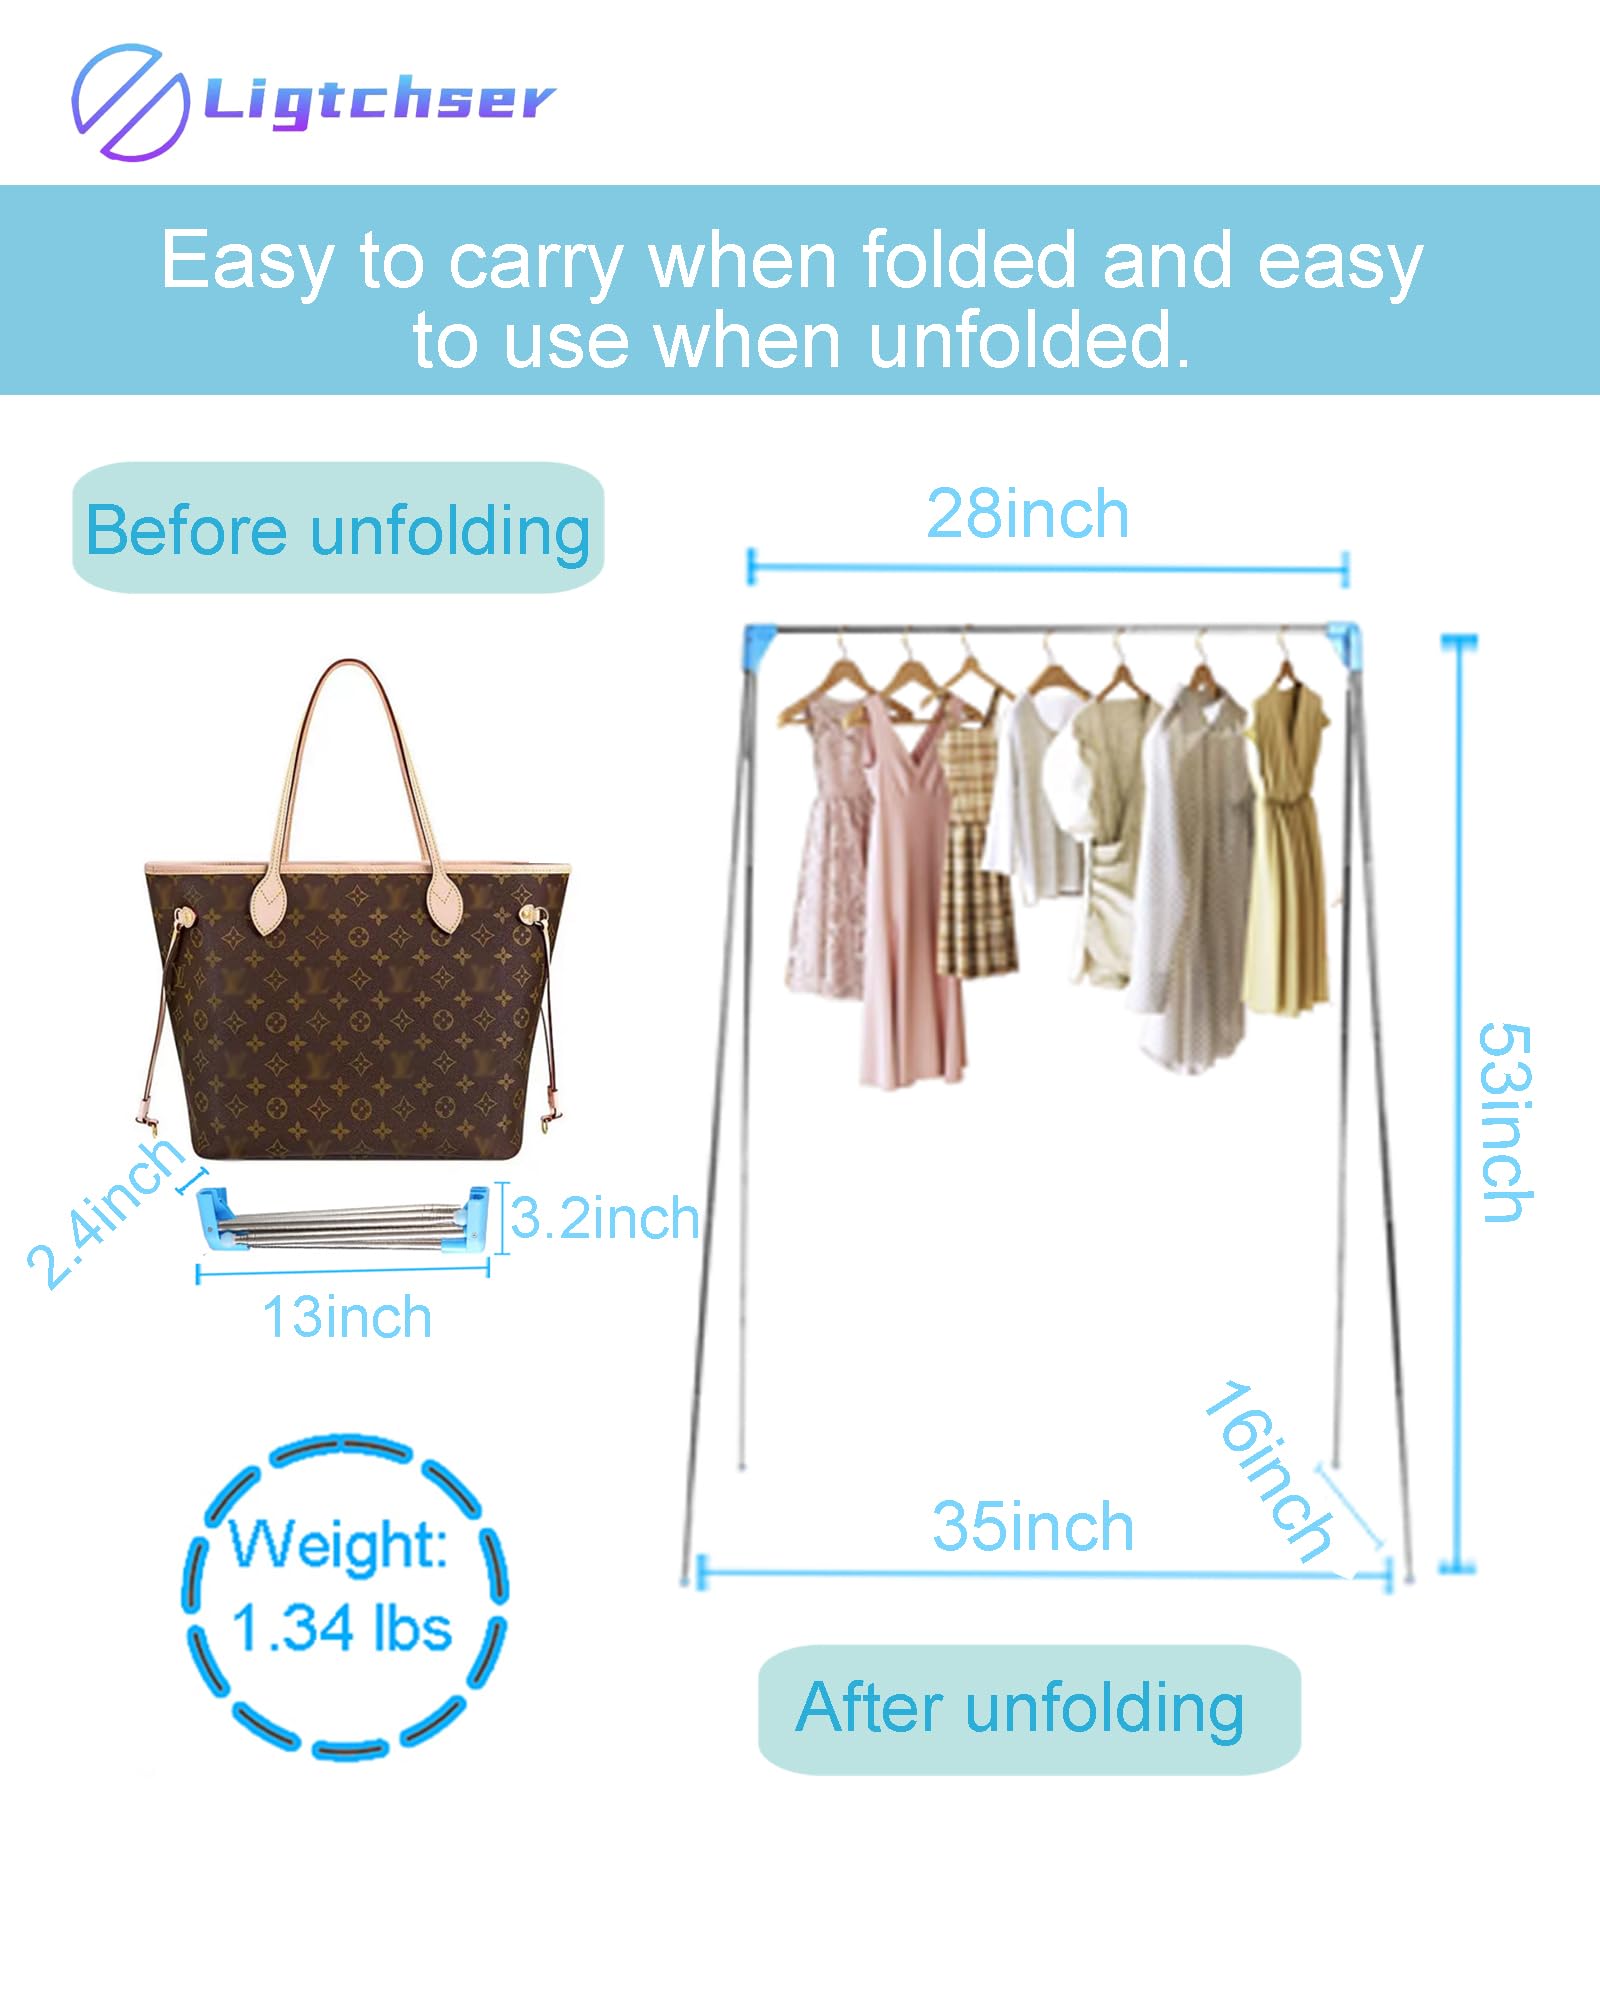 Ligtchser
Easy to carry when folded and easy
to use when unfolded.
Before unfolding
28inch
53inch
2.4inch
3.2inch
13inch
16inch
35inch
Weight:
1.34 lbs
After unfolding